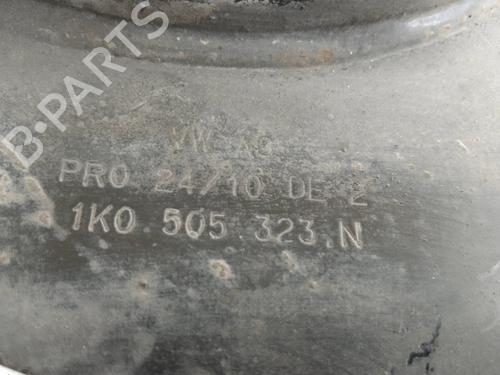 VW AG
PRO 24/10 DE 2
1K0 505 323 N
B-PARTS